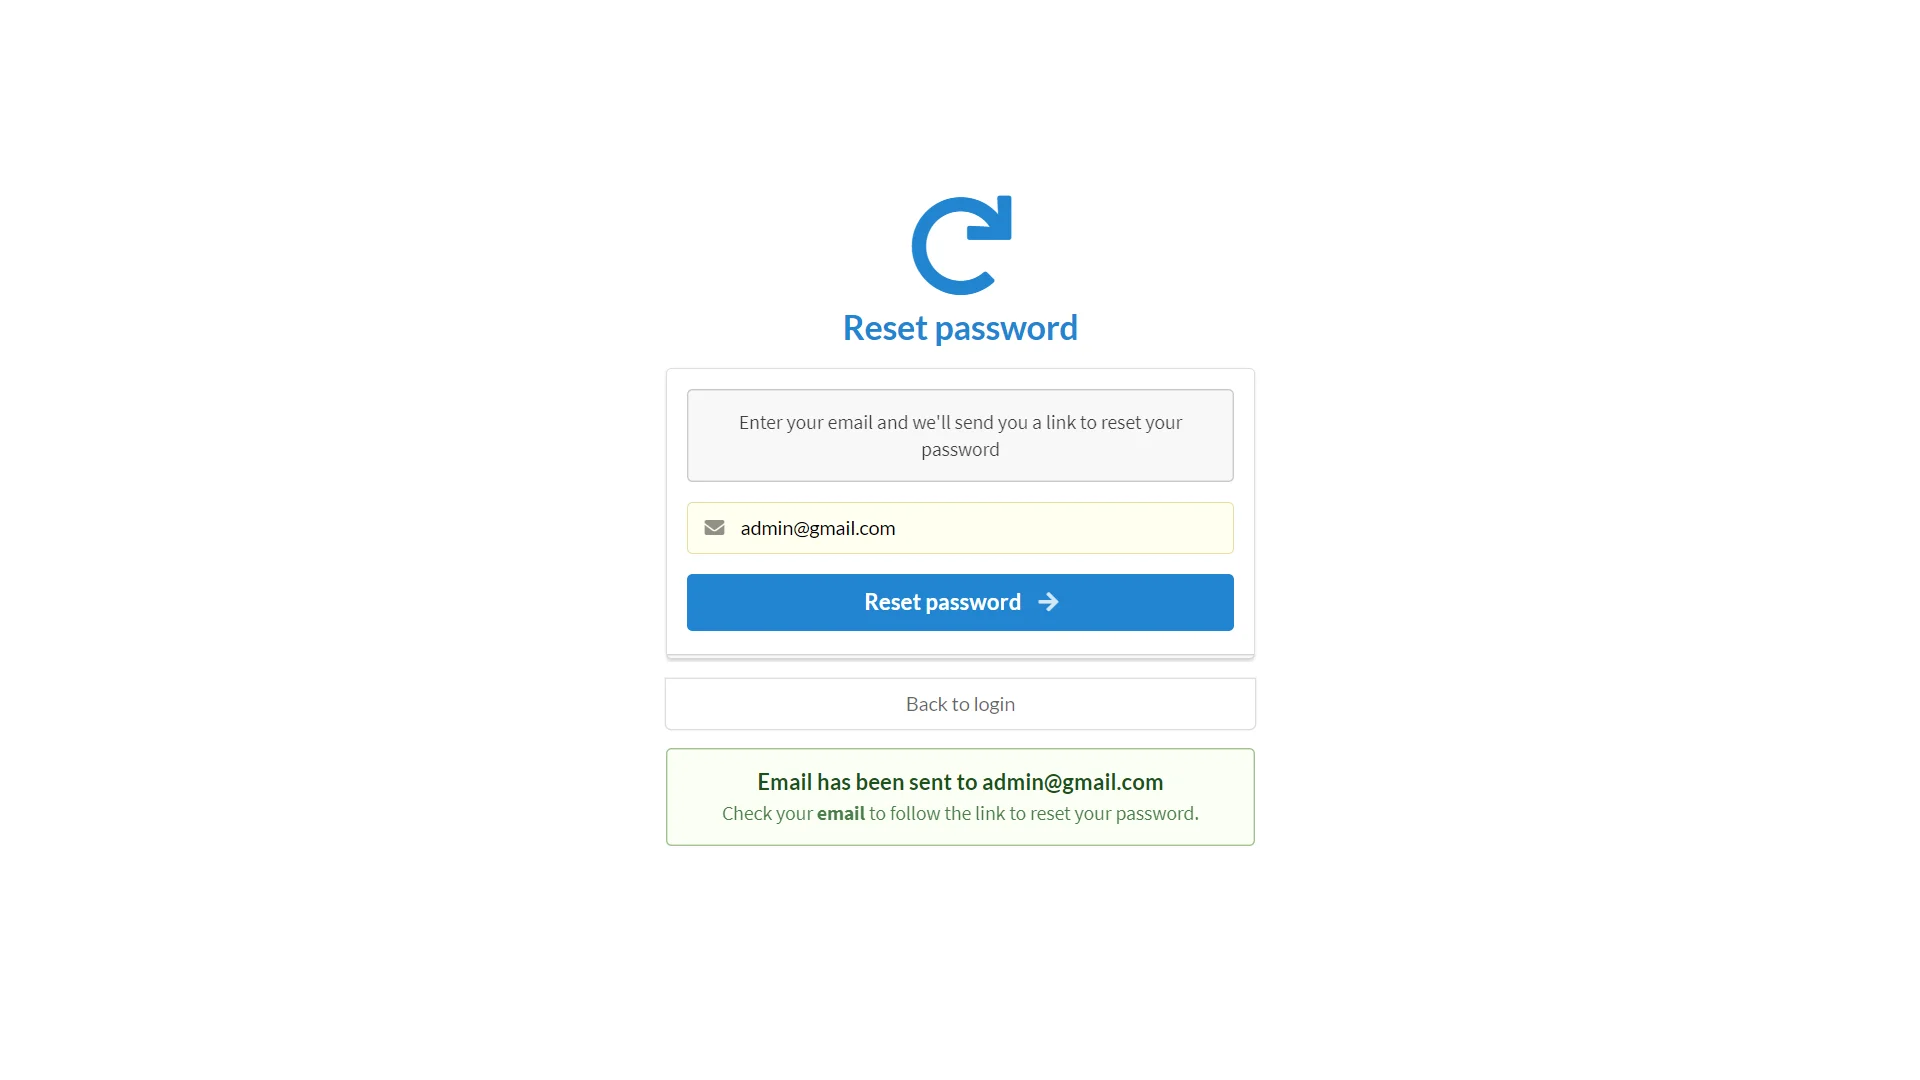 Reset password
Enter your email and we'll send you a link to reset your
password
admin@gmail.com
Reset password
Back to login
Email has been sent to admin@gmail.com
Check your email to follow the link to reset your password.